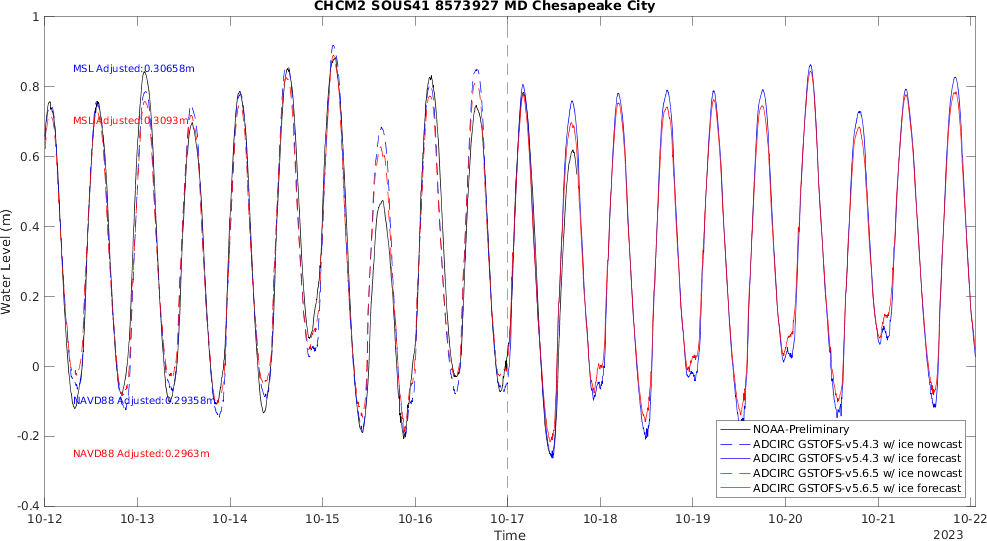 CHCM2 SOUS41 8573927 MD Chesapeake City
1
0.8
0.6
0.4
0.2
0
-0.2
-0.4
Water Level (m)
MSL Adjusted:0.30658m
MSL Adjusted:0.3093m
NAVD88 Adjusted:0.29358m
NAVD88 Adjusted:0.2963m
NOAA-Preliminary
ADCIRC GSTOFS-v5.4.3 w/ ice nowcast
ADCIRC GSTOFS-v5.4.3 w/ ice forecast
ADCIRC GSTOFS-v5.6.5 w/ ice nowcast
ADCIRC GSTOFS-v5.6.5 w/ ice forecast
10-12 10-13 10-14 10-15 10-16 10-17 10-18 10-19 10-20 10-21 10-22
Time
2023